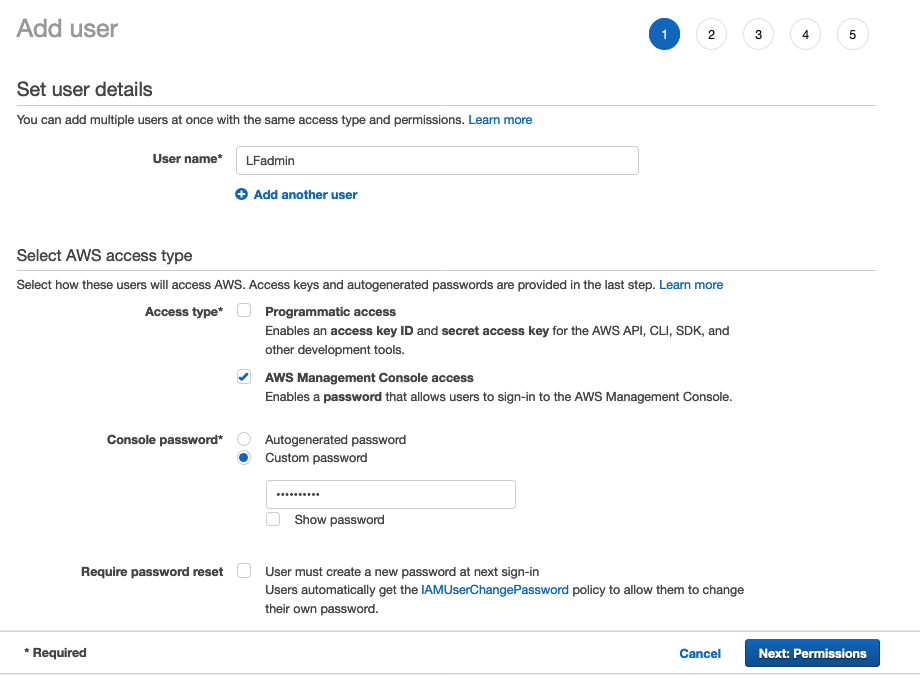 Add user
1 2 3 4 5
Set user details
You can add multiple users at once with the same access type and permissions. Learn more
User name* LFadmin
Add another user
Select AWS access type
Select how these users will access AWS. Access keys and autogenerated passwords are provided in the last step. Learn more
Access type* Programmatic access
Enables an access key ID and secret access key for the AWS API, CLI, SDK, and
other development tools.
AWS Management Console access
Enables a password that allows users to sign-in to the AWS Management Console.
Console password* Autogenerated password
Custom password
••••••••••
Show password
Require password reset User must create a new password at next sign-in
Users automatically get the IAMUserChangePassword policy to allow them to change
their own password.
* Required Cancel Next: Permissions